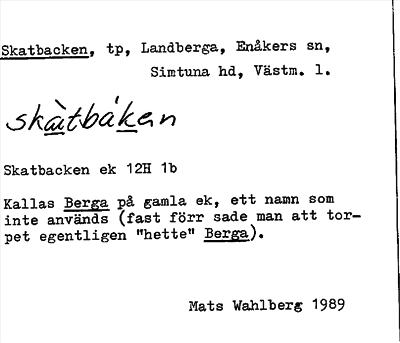 Skatbacken, tp, Landberga, Enåkers sn,
Simtuna hd, Västm. l.
skàtbáken
Skatbacken ek 12H 1b
Kallas Berga på gamla ek, ett namn som
inte används (fast förr sade man att tor-
pet egentligen "hette" Berga).
Mats Wahlberg 1989